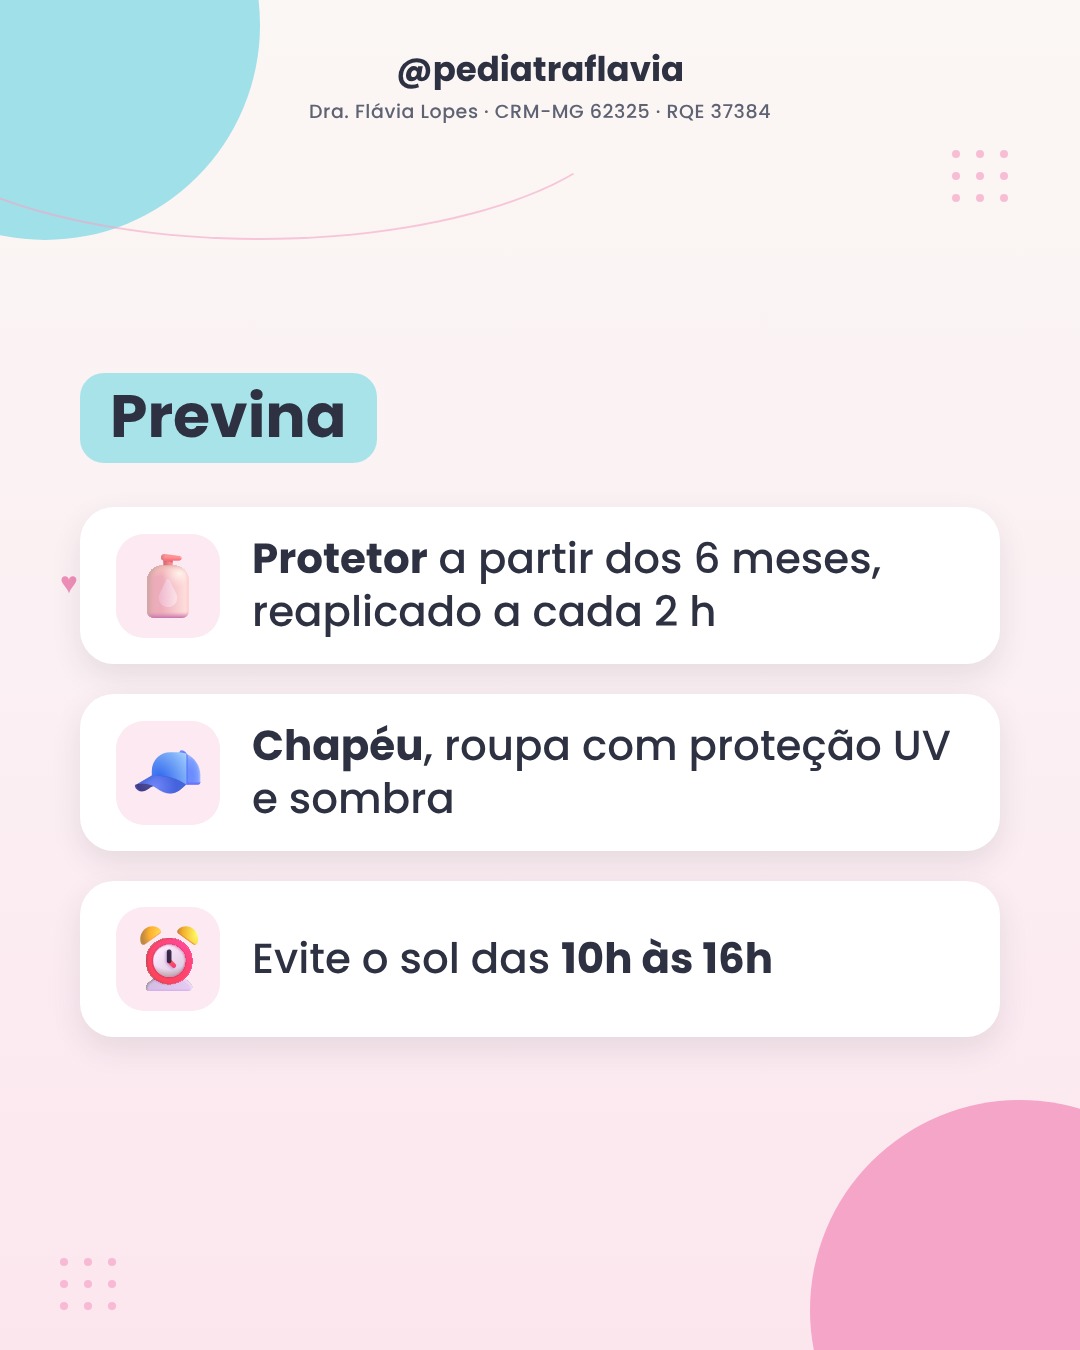 @pediatraflavia
Dra. Flávia Lopes · CRM-MG 62325 · RQE 37384
Previna
Protetor a partir dos 6 meses,
reaplicado a cada 2 h
Chapéu, roupa com proteção UV
e sombra
Evite o sol das 10h às 16h